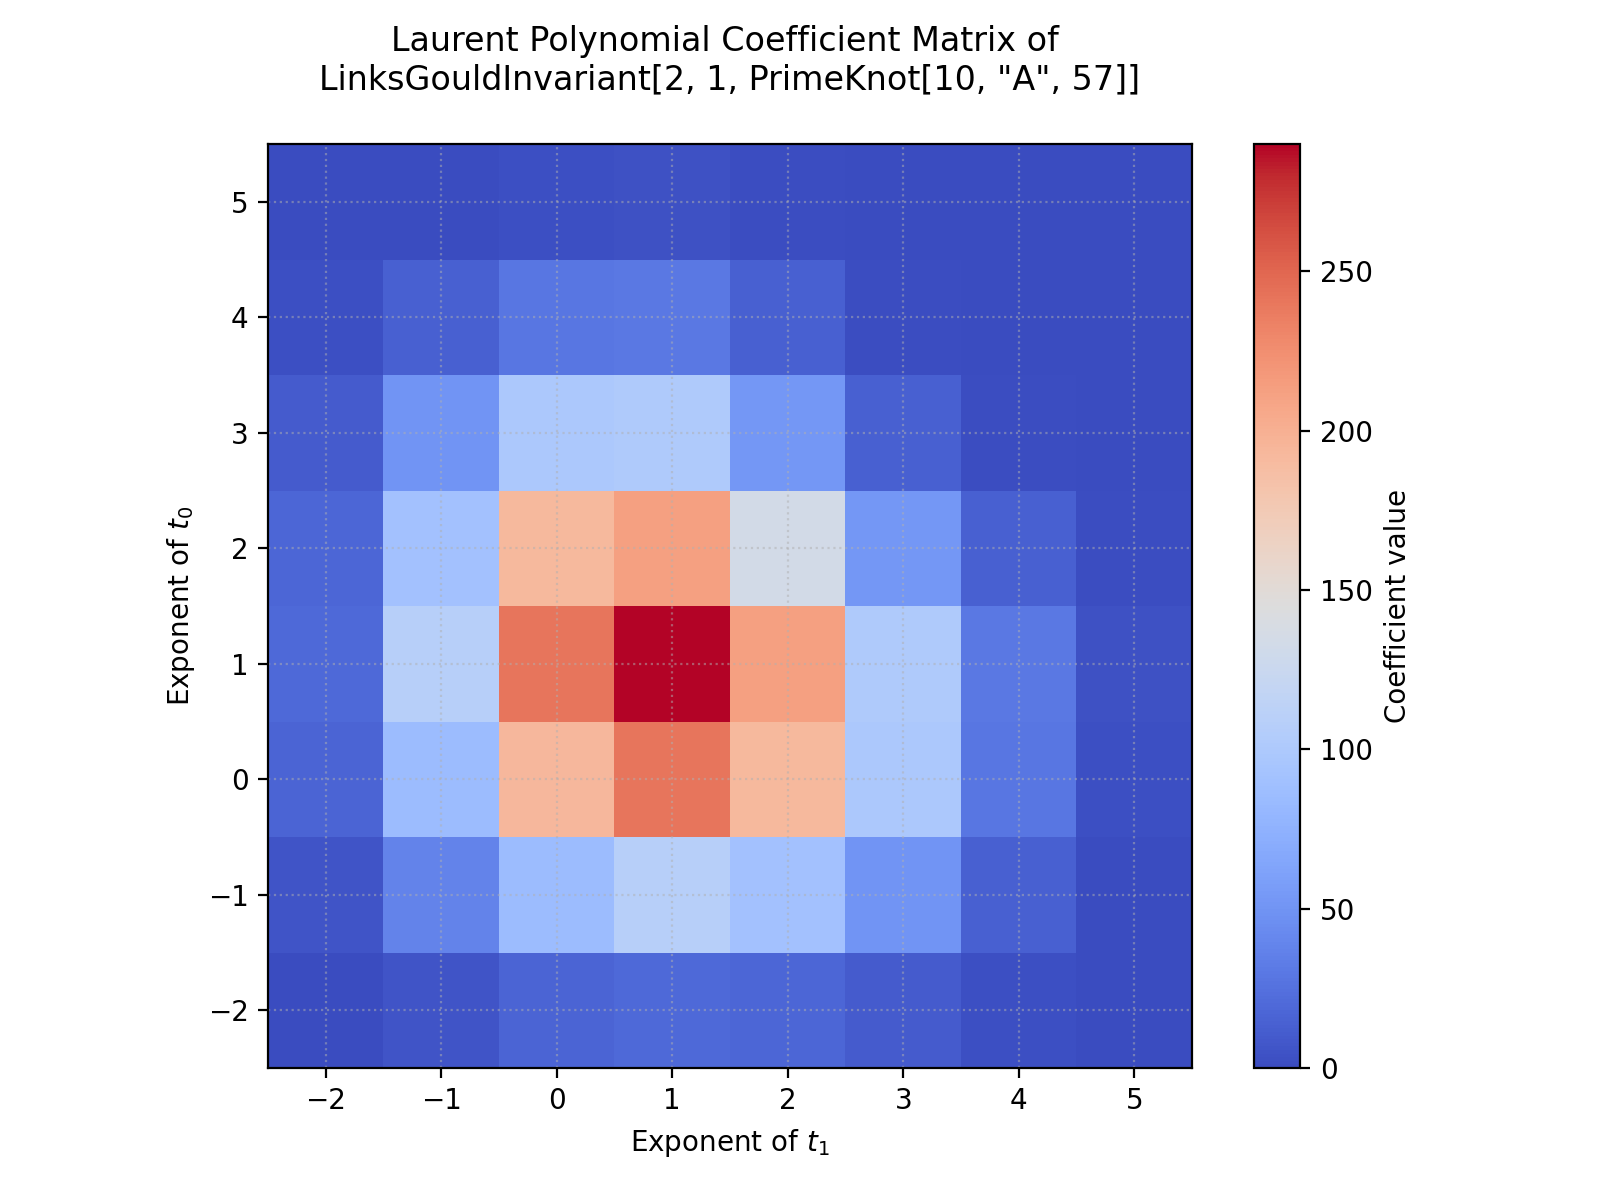 Laurent Polynomial Coefficient Matrix of
LinksGouldInvariant[2, 1, PrimeKnot[10, "A", 57]]
5
4
3
2
1
0
−1
−2
Exponent of t₀
−2 −1 0 1 2 3 4 5
Exponent of t₁
250
200
150
100
50
0
Coefficient value